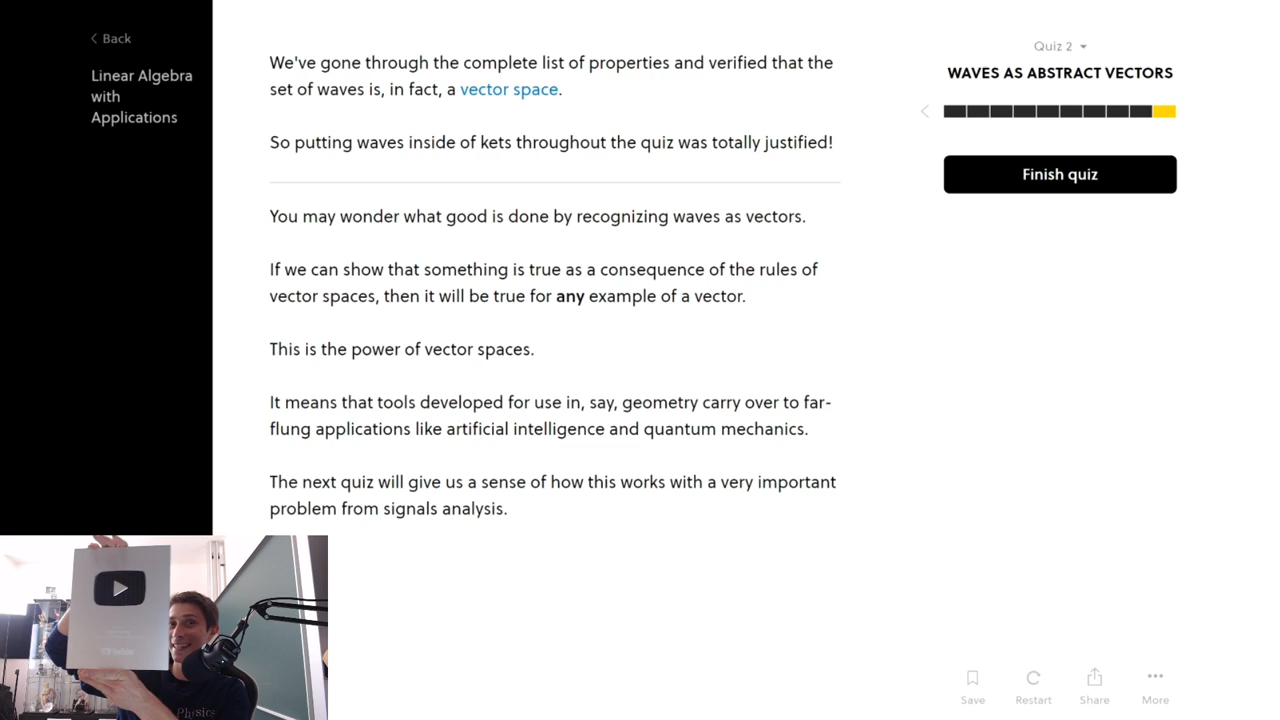 Back
Linear Algebra
with
Applications
We've gone through the complete list of properties and verified that the
set of waves is, in fact, a vector space.
So putting waves inside of kets throughout the quiz was totally justified!
You may wonder what good is done by recognizing waves as vectors.
If we can show that something is true as a consequence of the rules of
vector spaces, then it will be true for any example of a vector.
This is the power of vector spaces.
It means that tools developed for use in, say, geometry carry over to far-
flung applications like artificial intelligence and quantum mechanics.
The next quiz will give us a sense of how this works with a very important
problem from signals analysis.
Quiz 2
WAVES AS ABSTRACT VECTORS
Finish quiz
Save
Restart
Share
More
YouTube
Physics